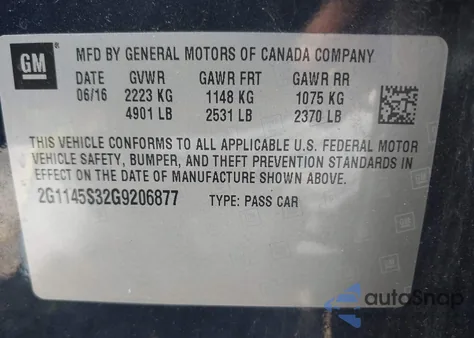 GM
MFD BY GENERAL MOTORS OF CANADA COMPANY
DATE GVWR GAWR FRT GAWR RR
06/16 2223 KG 1148 KG 1075 KG
4901 LB 2531 LB 2370 LB
THIS VEHICLE CONFORMS TO ALL APPLICABLE U.S. FEDERAL MOTOR
VEHICLE SAFETY, BUMPER, AND THEFT PREVENTION STANDARDS
IN EFFECT ON THE DATE OF MANUFACTURE SHOWN ABOVE.
2G1145S32G9206877 TYPE: PASS CAR
autoSnap